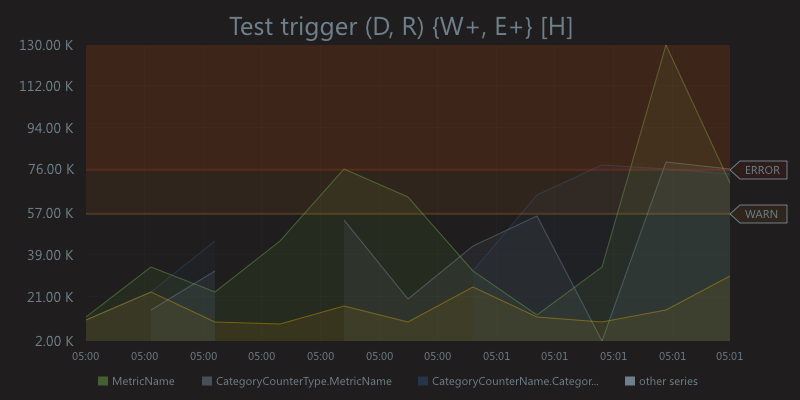 Test trigger (D, R) {W+, E+} [H]
130.00 K
112.00 K
94.00 K
76.00 K
57.00 K
39.00 K
21.00 K
2.00 K
ERROR
WARN
05:00 05:00 05:00 05:00 05:00 05:00 05:00 05:01 05:01 05:01 05:01 05:01
MetricName CategoryCounterType.MetricName CategoryCounterName.Categor... other series